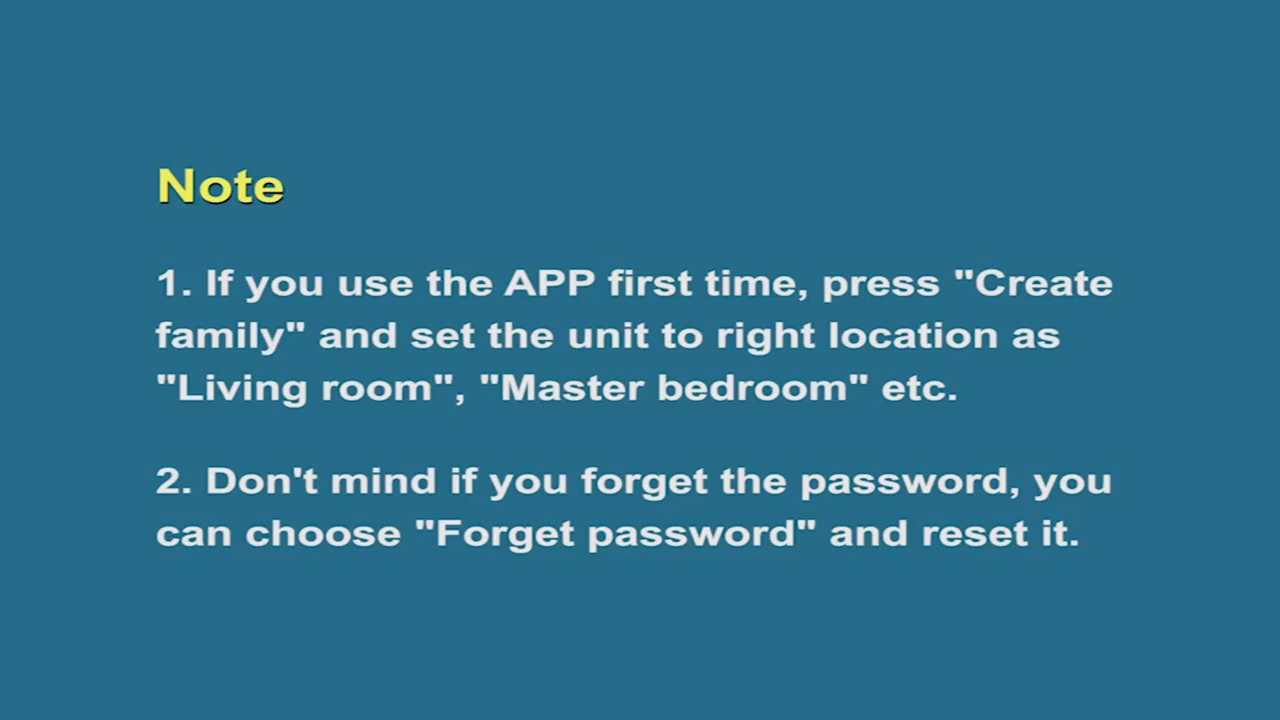 Note
1. If you use the APP first time, press "Create
family" and set the unit to right location as
"Living room", "Master bedroom" etc.
2. Don't mind if you forget the password, you
can choose "Forget password" and reset it.